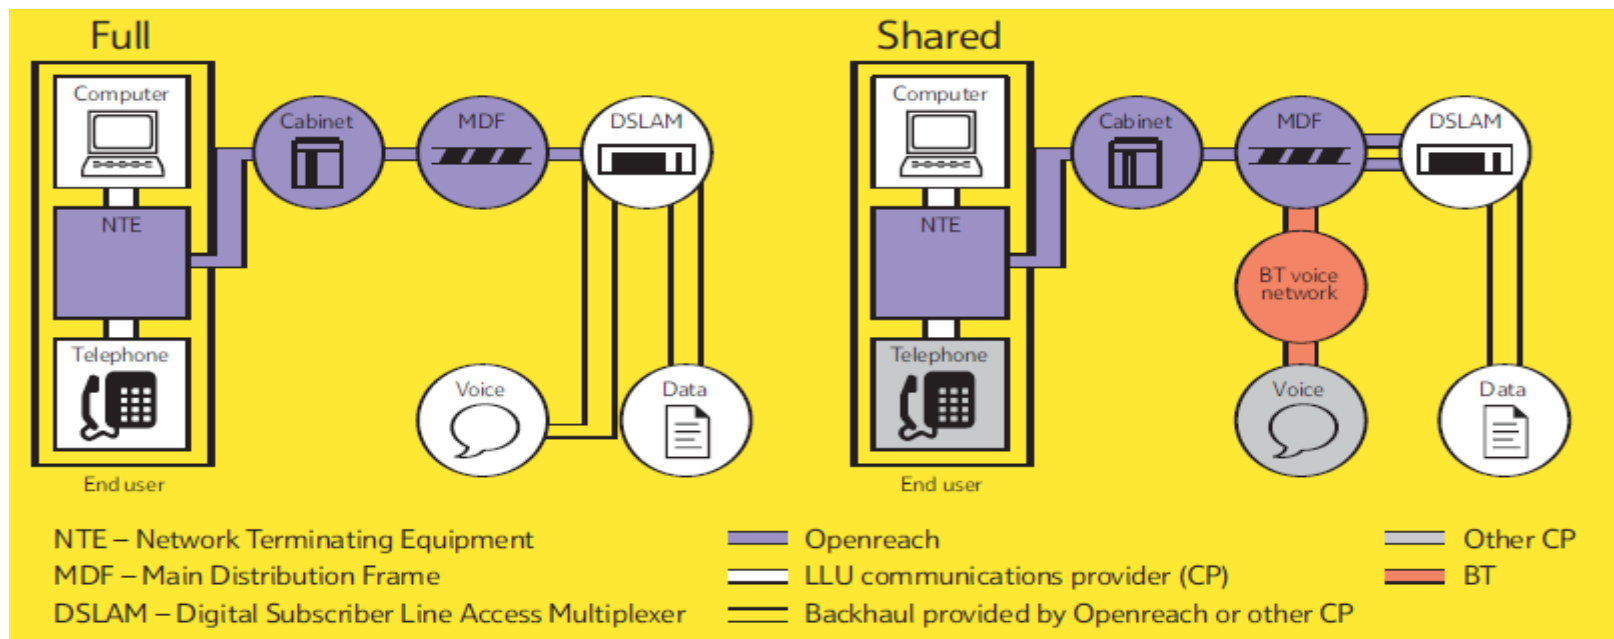 Full
Computer
NTE
Telephone
End user
Cabinet
MDF
DSLAM
Voice
Data
Shared
Computer
NTE
Telephone
End user
Cabinet
MDF
DSLAM
BT voice
network
Voice
Data
NTE – Network Terminating Equipment
MDF – Main Distribution Frame
DSLAM – Digital Subscriber Line Access Multiplexer
Openreach
LLU communications provider (CP)
Backhaul provided by Openreach or other CP
Other CP
BT